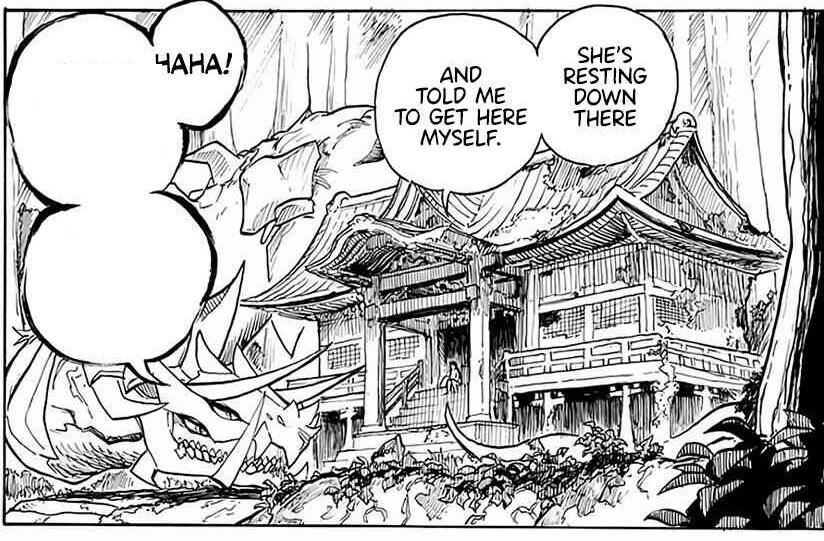 SHE'S
RESTING
DOWN
THERE
AND
TOLD ME
TO GET HERE
MYSELF.
HAHA!